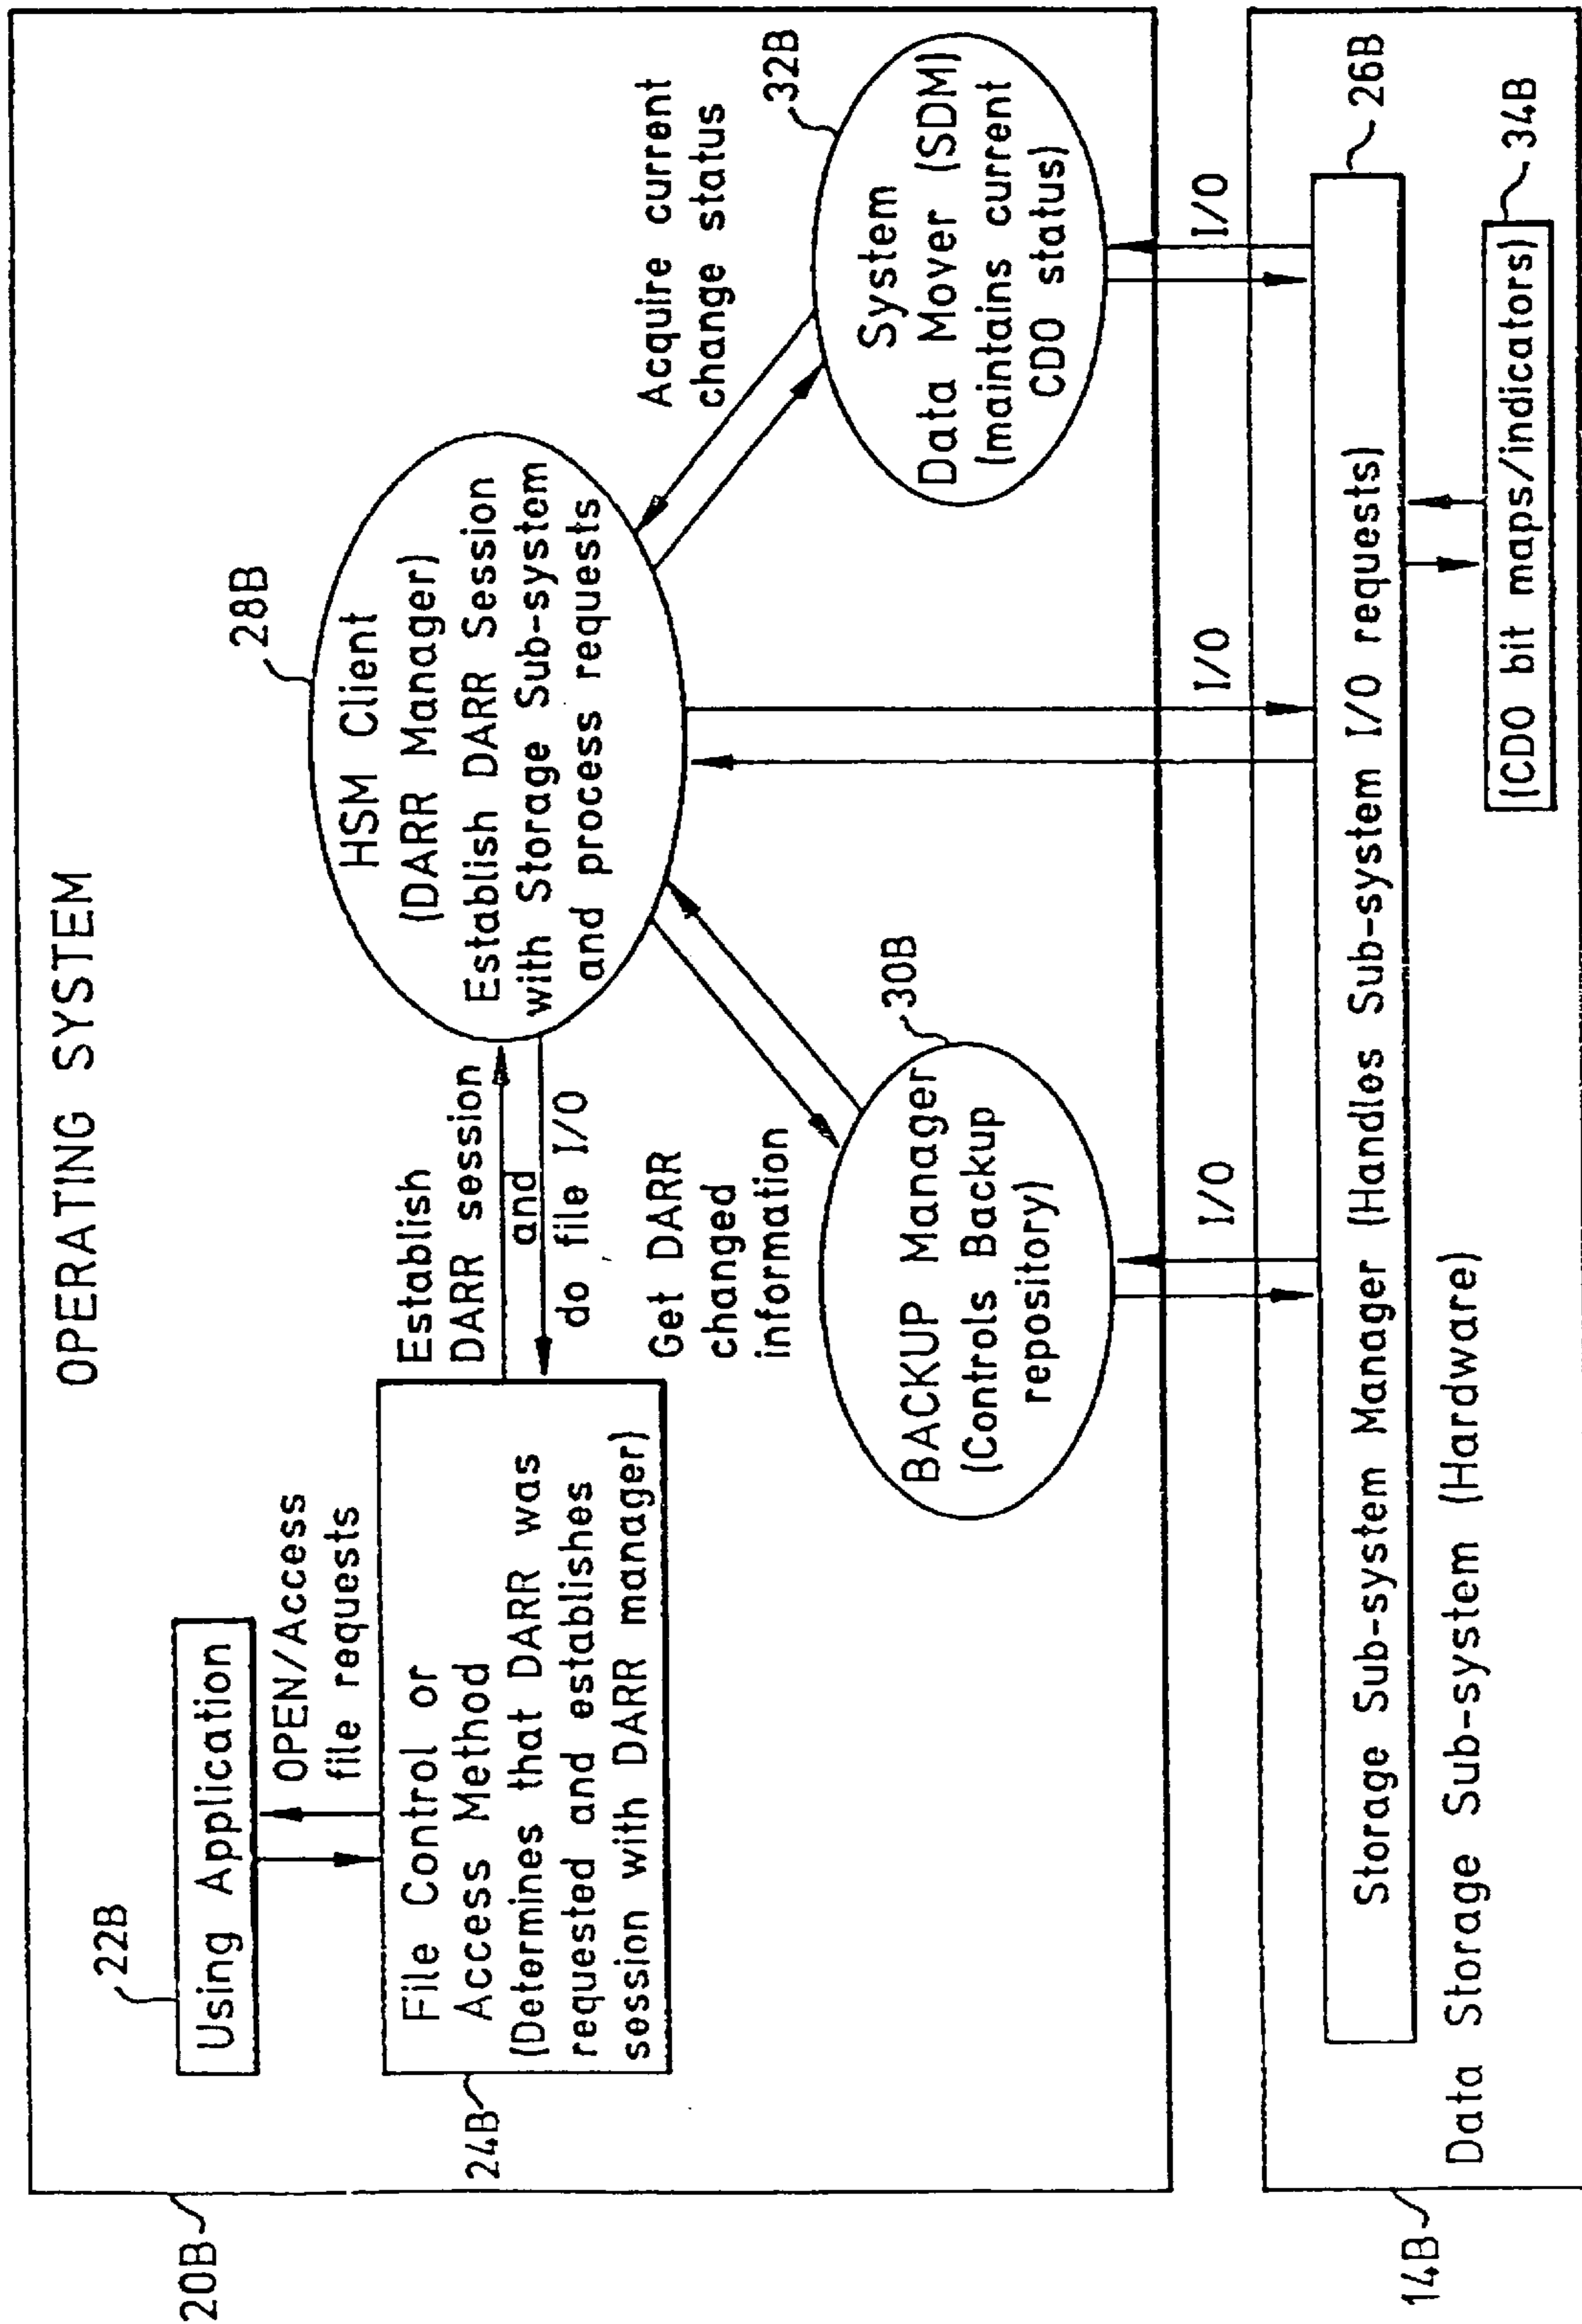 OPERATING SYSTEM
20B
22B
Using Application
OPEN/Access
file requests
24B
File Control or
Access Method
(Determines that DARR was
requested and establishes
session with DARR manager)
Establish
DARR session
and
do file I/O
28B
HSM Client
(DARR Manager)
Establish DARR Session
with Storage Sub-system
and process requests
Get DARR
changed
information
Acquire current
change status
30B
BACKUP Manager
(Controls Backup
repository)
32B
System
Data Mover (SDM)
(maintains current
CDO status)
I/O
I/O
I/O
14B
Storage Sub-system Manager (Handles Sub-system I/O requests)
26B
Data Storage Sub-system (Hardware)
(CDO bit maps/indicators)
34B